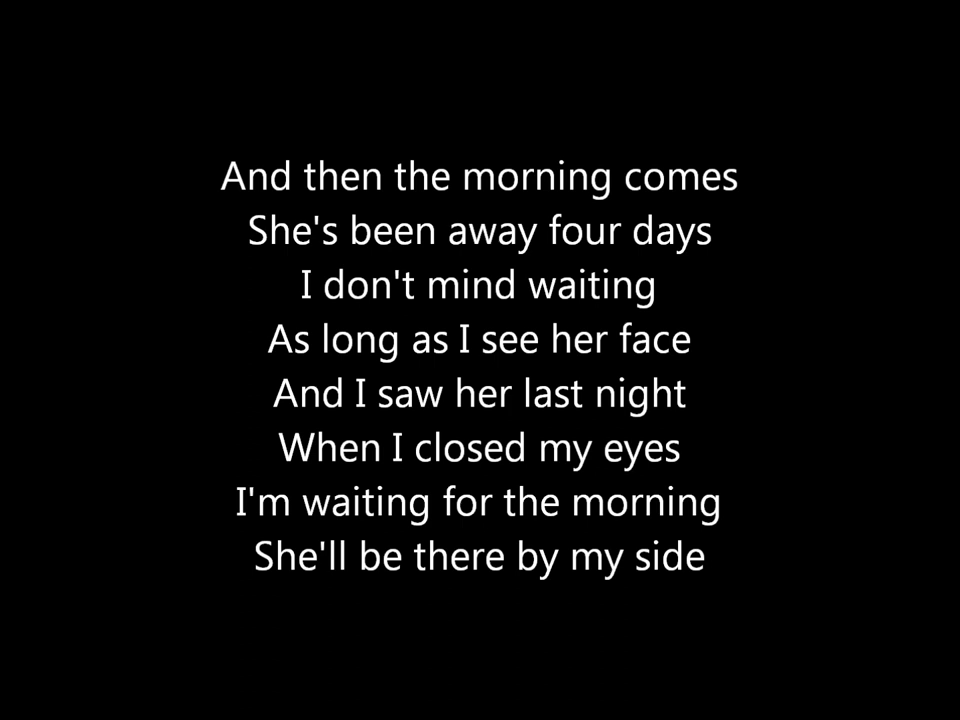 And then the morning comes
She's been away four days
I don't mind waiting
As long as I see her face
And I saw her last night
When I closed my eyes
I'm waiting for the morning
She'll be there by my side